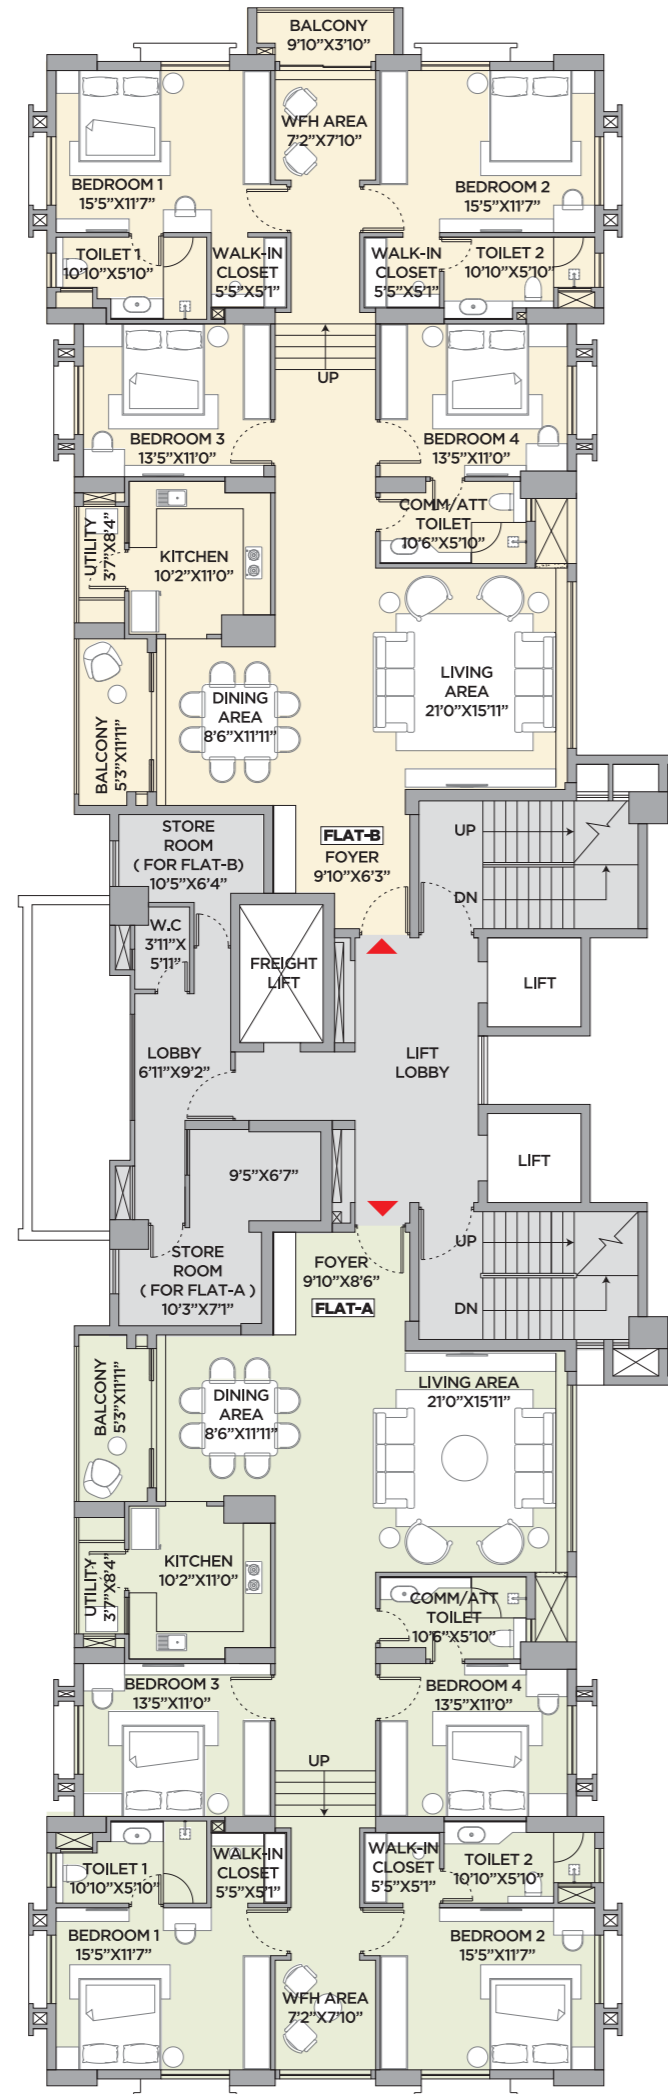 BALCONY
9'10"X3'10"
WFH AREA
7'2"X7'10"
BEDROOM 1
15'5"X11'7"
BEDROOM 2
15'5"X11'7"
TOILET 1
10'10"X5'10"
WALK-IN
CLOSET
5'5"X5'1"
WALK-IN
CLOSET
5'5"X5'1"
TOILET 2
10'10"X5'10"
UP
BEDROOM 3
13'5"X11'0"
BEDROOM 4
13'5"X11'0"
COMM/ATT
TOILET
10'6"X5'10"
UTILITY
3'7"X8'4"
KITCHEN
10'2"X11'0"
BALCONY
5'3"X11'11"
DINING
AREA
8'6"X11'11"
LIVING
AREA
21'0"X15'11"
STORE
ROOM
( FOR FLAT-B)
10'5"X6'4"
FLAT-B
FOYER
9'10"X6'3"
UP
DN
W.C
3'11"X
5'11"
FREIGHT
LIFT
LIFT
LOBBY
6'11"X9'2"
LIFT
LOBBY
9'5"X6'7"
LIFT
STORE
ROOM
( FOR FLAT-A )
10'3"X7'1"
FOYER
9'10"X8'6"
FLAT-A
UP
DN
BALCONY
5'3"X11'11"
DINING
AREA
8'6"X11'11"
LIVING AREA
21'0"X15'11"
UTILITY
3'7"X8'4"
KITCHEN
10'2"X11'0"
COMM/ATT
TOILET
10'6"X5'10"
BEDROOM 3
13'5"X11'0"
BEDROOM 4
13'5"X11'0"
UP
TOILET 1
10'10"X5'10"
WALK-IN
CLOSET
5'5"X5'1"
WALK-IN
CLOSET
5'5"X5'1"
TOILET 2
10'10"X5'10"
BEDROOM 1
15'5"X11'7"
BEDROOM 2
15'5"X11'7"
WFH AREA
7'2"X7'10"